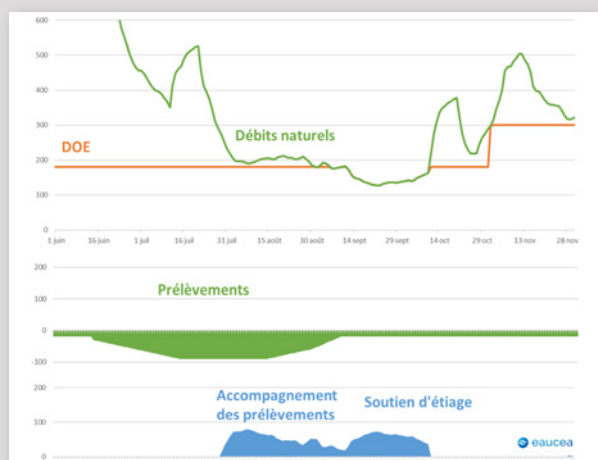 600
500
400
300
200
100
0
DOE
Débits naturels
1 juin 16 juin 1 juil 16 juil 31 juil 15 août 30 août 14 sept 29 sept 14 oct 29 oct 13 nov 28 nov
200
100
0
-100
Prélèvements
200
100
0
Accompagnement
des prélèvements
Soutien d'étiage
eaucea